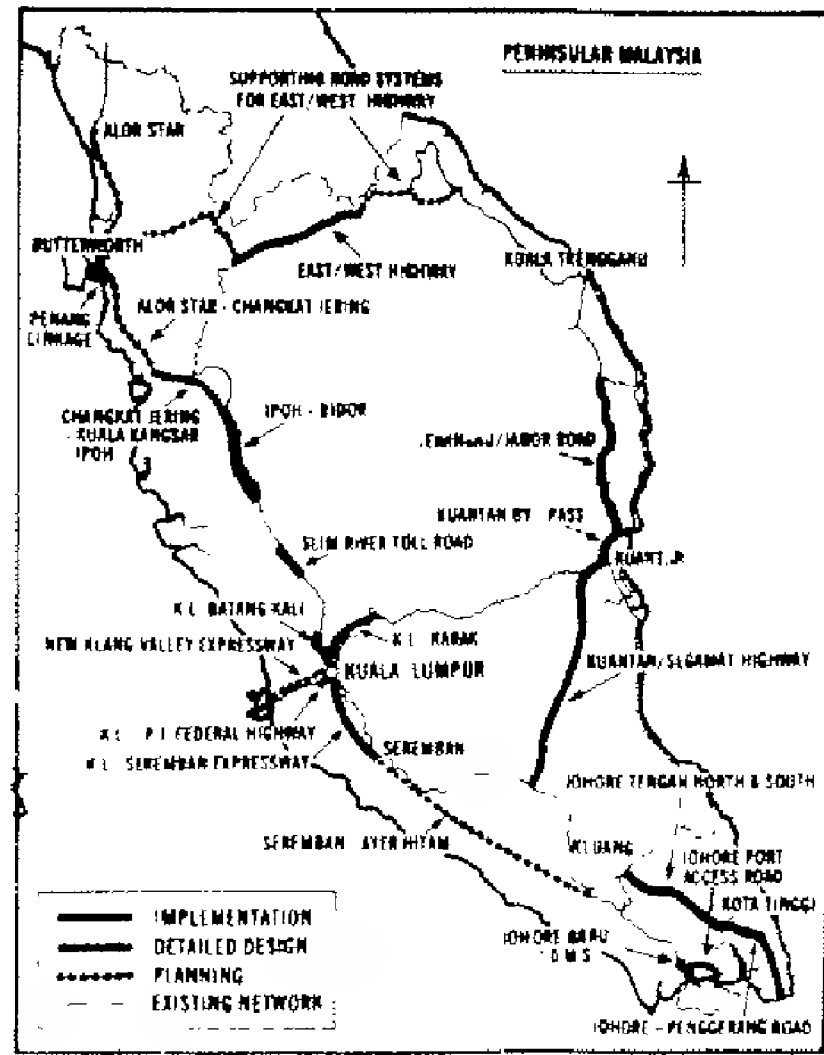 PENINSULAR MALAYSIA
SUPPORTING ROAD SYSTEMS
FOR EAST/WEST HIGHWAY
ALOR STAR
BUTTERWORTH
EAST/WEST HIGHWAY
KUALA TRENGGANU
PENANG
LINKAGE
ALOR STAR - CHANGKAT JERING
CHANGKAT JERING
- KUALA KANGSAR
IPOH
IPOH - BIDOR
/JABOR ROAD
KUANTAN BY PASS
SLIM RIVER TOLL ROAD
K L BATANG KALI
K L KARAK
NEW KLANG VALLEY EXPRESSWAY
KUALA LUMPUR
KUANTAN/SEGAMAT HIGHWAY
K L P J FEDERAL HIGHWAY
K L SEREMBAN EXPRESSWAY
SEREMBAN
JOHORE TENGAH NORTH & SOUTH
SEREMBAN AYER HITAM
KLUANG
JOHORE PORT
ACCESS ROAD
KOTA TINGGI
JOHORE BARU
JOHORE - PENGGERANG ROAD
IMPLEMENTATION
DETAILED DESIGN
PLANNING
EXISTING NETWORK